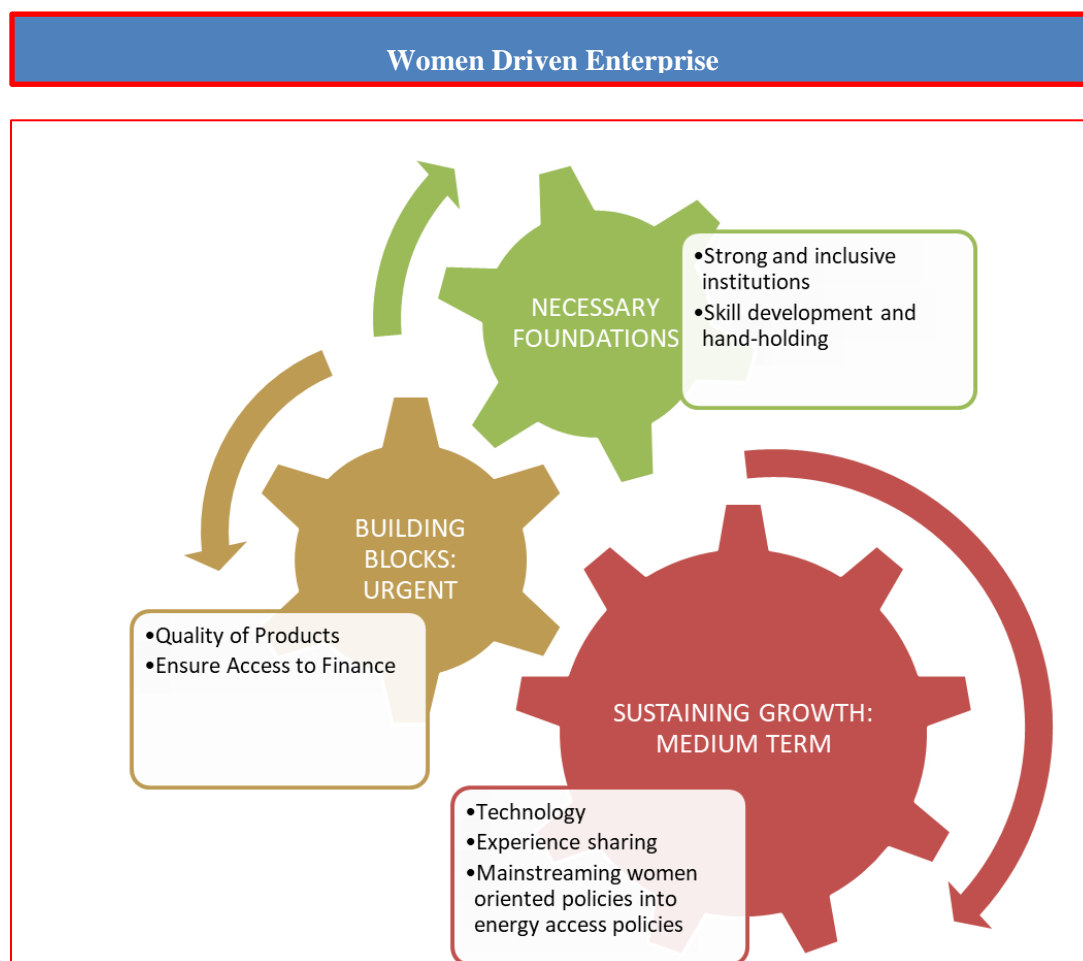 Women Driven Enterprise
NECESSARY
FOUNDATIONS
•Strong and inclusive
institutions
•Skill development and
hand-holding
BUILDING
BLOCKS:
URGENT
•Quality of Products
•Ensure Access to Finance
SUSTAINING GROWTH:
MEDIUM TERM
•Technology
•Experience sharing
•Mainstreaming women
oriented policies into
energy access policies